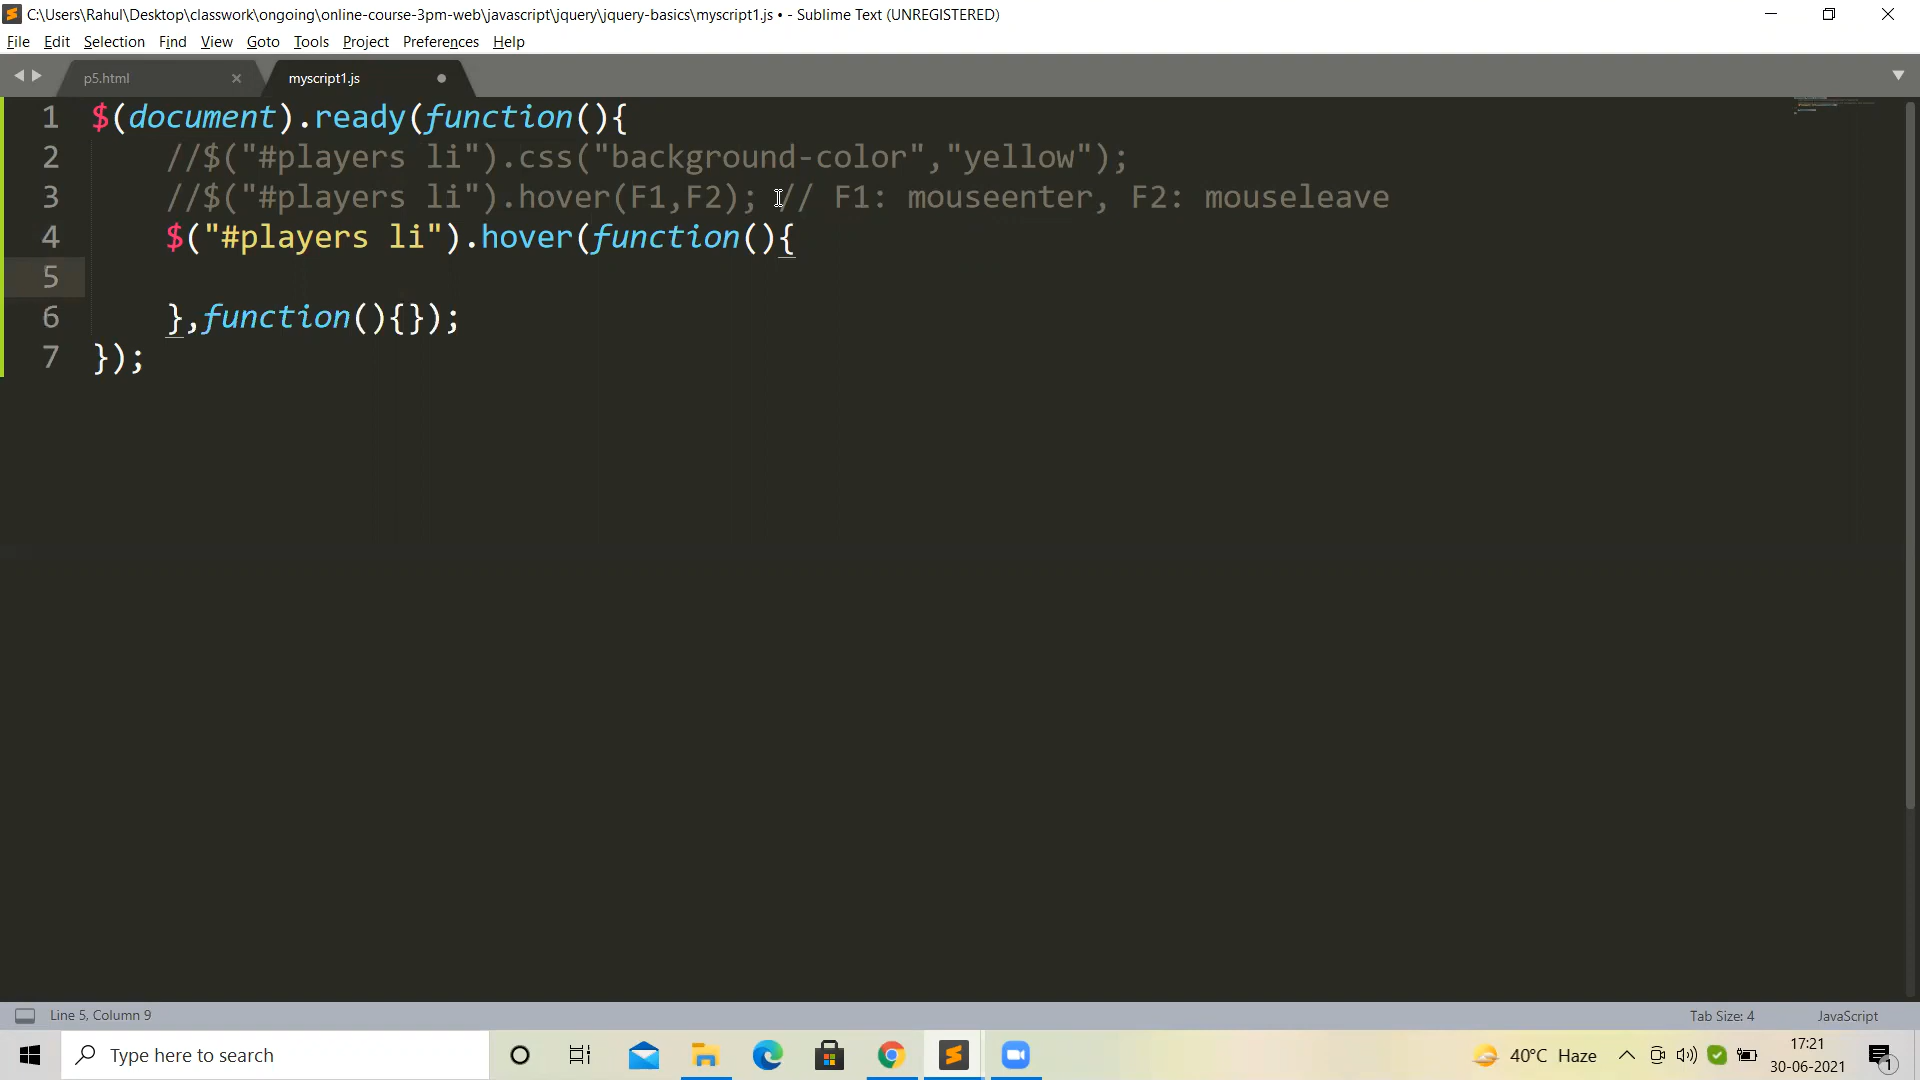 C:\Users\Rahul\Desktop\classwork\ongoing\online-course-3pm-web\javascript\jquery\jquery-basics\myscript1.js • - Sublime Text (UNREGISTERED)
File Edit Selection Find View Goto Tools Project Preferences Help
p5.html myscript1.js
1 $(document).ready(function(){
2 //$("#players li").css("background-color","yellow");
3 //$("#players li").hover(F1,F2); // F1: mouseenter, F2: mouseleave
4 $("#players li").hover(function(){
5
6 },function(){});
7 });
Line 5, Column 9 Tab Size: 4 JavaScript
Type here to search 40°C Haze 17:21
30-06-2021 1